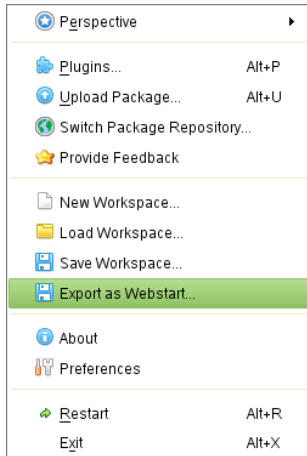 Perspective
Plugins... Alt+P
Upload Package... Alt+U
Switch Package Repository...
Provide Feedback
New Workspace...
Load Workspace...
Save Workspace...
Export as Webstart...
About
Preferences
Restart Alt+R
Exit Alt+X